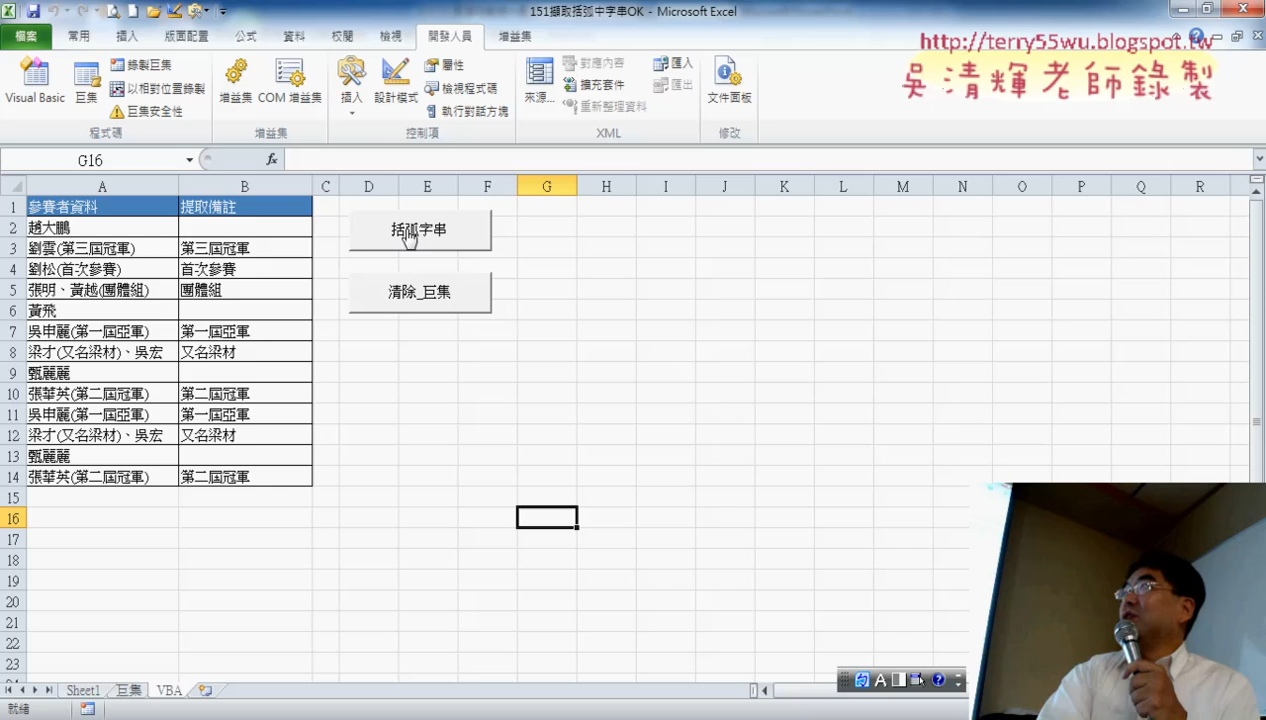 151擷取括弧中字串OK - Microsoft Excel
檔案 常用 插入 版面配置 公式 資料 校閱 檢視 開發人員 增益集
http://terry55wu.blogspot.tw
吳清輝老師錄製
Visual Basic 巨集 錄製巨集 以相對位置錄製 巨集安全性 程式碼
增益集 COM 增益集 增益集
插入 設計模式 屬性 檢視程式碼 執行對話方塊 控制項
來源... 對應內容 擴充套件 重新整理資料 匯入 匯出 XML
文件面板 修改
G16 fx
A B C D E F G H I J K L M N O P Q R
1 參賽者資料 提取備註
2 趙大鵬
3 劉雲(第三屆冠軍) 第三屆冠軍
4 劉松(首次參賽) 首次參賽
5 張明、黃越(團體組) 團體組
6 黃飛
7 吳申麗(第一屆亞軍) 第一屆亞軍
8 梁才(又名梁材)、吳宏 又名梁材
9 甄麗麗
10 張華英(第二屆冠軍) 第二屆冠軍
11 吳申麗(第一屆亞軍) 第一屆亞軍
12 梁才(又名梁材)、吳宏 又名梁材
13 甄麗麗
14 張華英(第二屆冠軍) 第二屆冠軍
15
16
17
18
19
20
21
22
23
括弧字串
清除_巨集
Sheet1 巨集 VBA
就緒